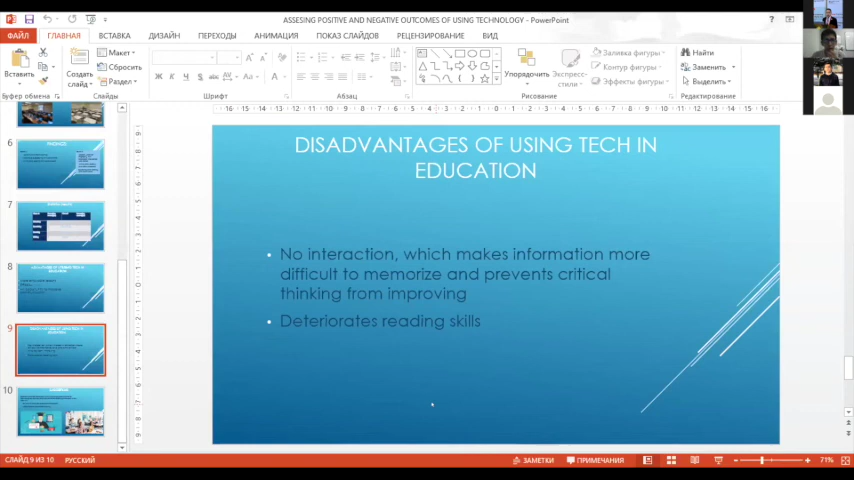 ASSESING POSITIVE AND NEGATIVE OUTCOMES OF USING TECHNOLOGY - PowerPoint
ФАЙЛ ГЛАВНАЯ ВСТАВКА ДИЗАЙН ПЕРЕХОДЫ АНИМАЦИЯ ПОКАЗ СЛАЙДОВ РЕЦЕНЗИРОВАНИЕ ВИД
Вставить
Создать слайд
Макет
Сбросить
Раздел
Упорядочить
Экспресс-стили
Заливка фигуры
Контур фигуры
Эффекты фигуры
Найти
Заменить
Выделить
Буфер обмена Слайды Шрифт Абзац Рисование Редактирование
6
7
8
9
10
DISADVANTAGES OF USING TECH IN
EDUCATION
• No interaction, which makes information more
difficult to memorize and prevents critical
thinking from improving
• Deteriorates reading skills
СЛАЙД 9 ИЗ 10 РУССКИЙ ЗАМЕТКИ ПРИМЕЧАНИЯ 71%